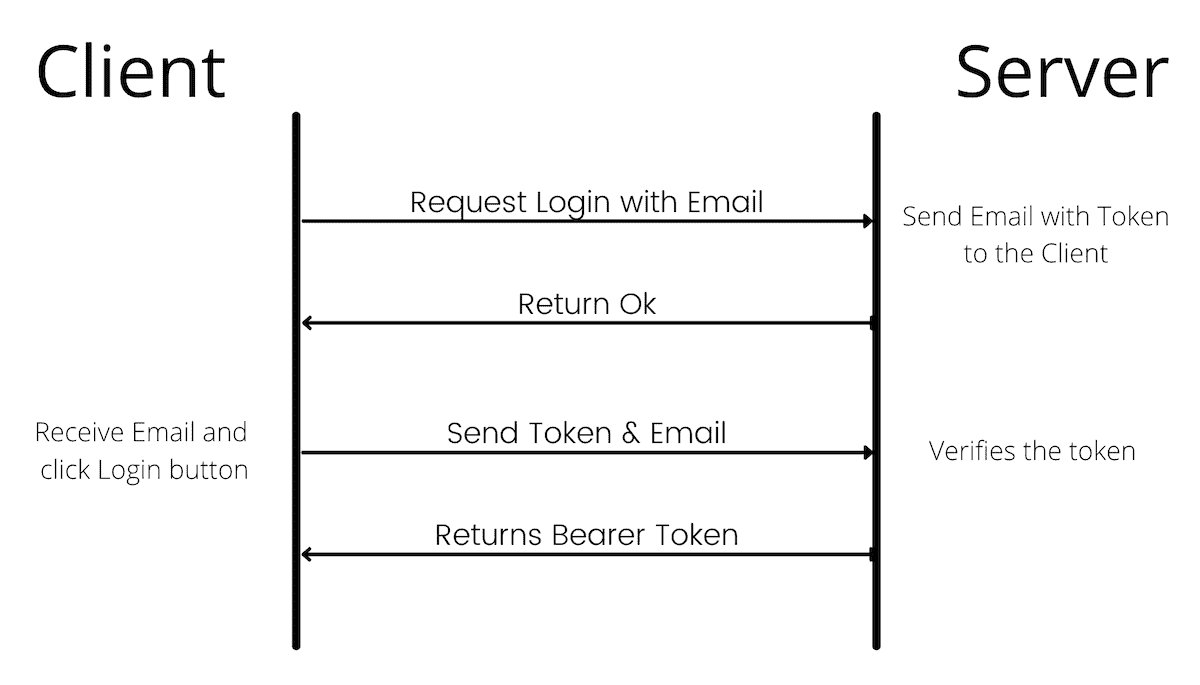 Client
Server
Request Login with Email
Send Email with Token
to the Client
Return Ok
Receive Email and
click Login button
Send Token & Email
Verifies the token
Returns Bearer Token